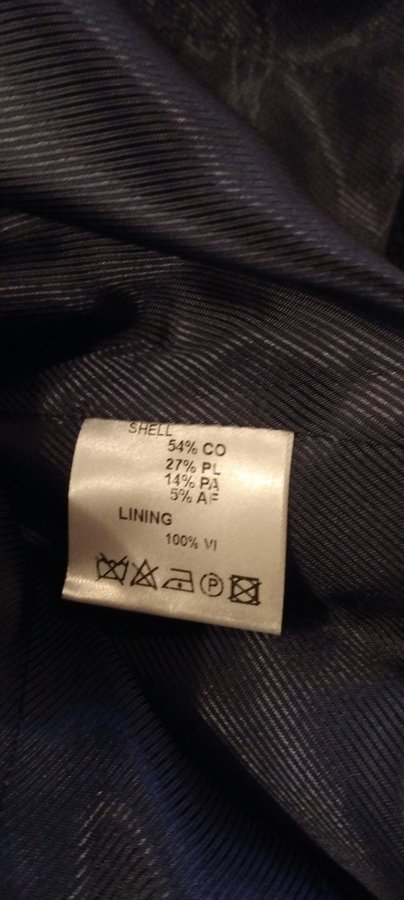 SHELL
54% CO
27% PL
14% PA
5% AF
LINING
100% VI
P